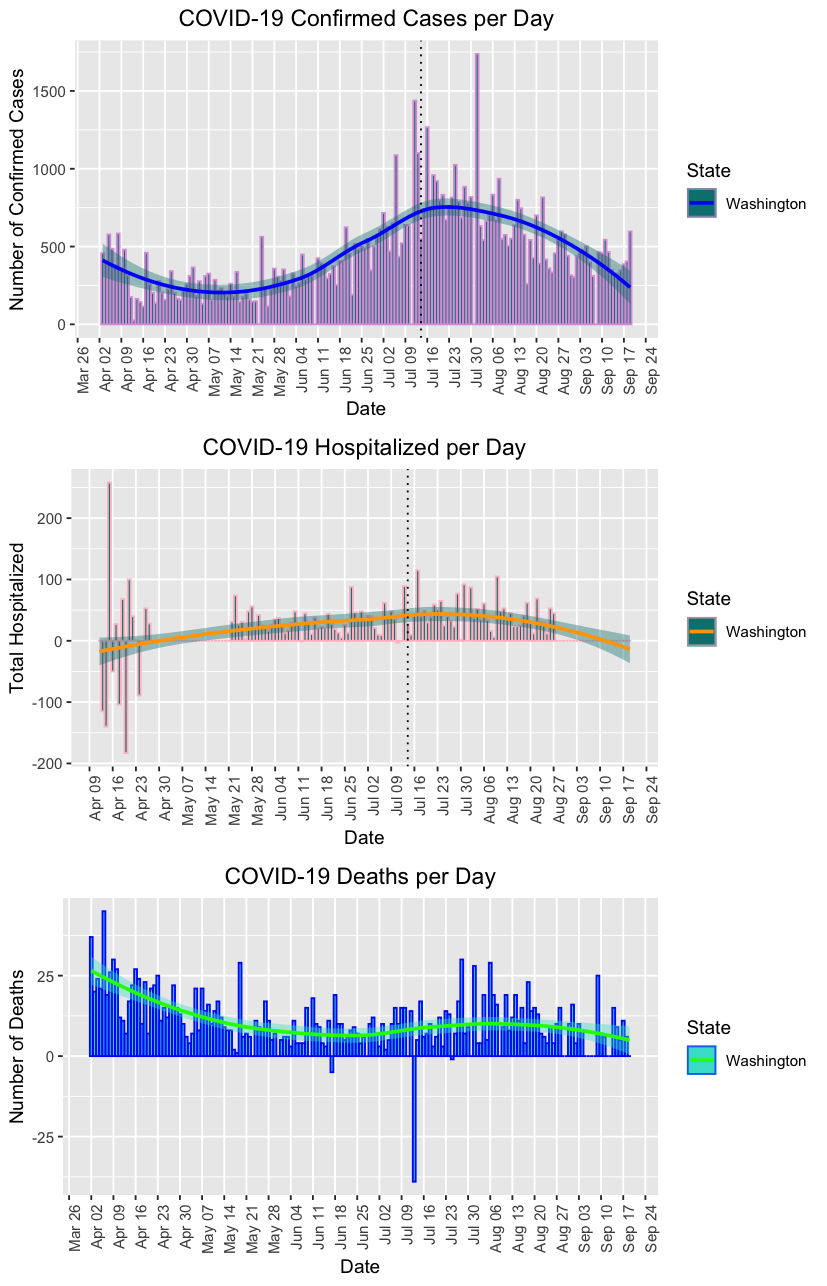 COVID-19 Confirmed Cases per Day
Number of Confirmed Cases
1500
1000
500
0
Mar 26
Apr 02
Apr 09
Apr 16
Apr 23
Apr 30
May 07
May 14
May 21
May 28
Jun 04
Jun 11
Jun 18
Jun 25
Jul 02
Jul 09
Jul 16
Jul 23
Jul 30
Aug 06
Aug 13
Aug 20
Aug 27
Sep 03
Sep 10
Sep 17
Sep 24
Date
State
Washington
COVID-19 Hospitalized per Day
Total Hospitalized
200
100
0
-100
-200
Apr 09
Apr 16
Apr 23
Apr 30
May 07
May 14
May 21
May 28
Jun 04
Jun 11
Jun 18
Jun 25
Jul 02
Jul 09
Jul 16
Jul 23
Jul 30
Aug 06
Aug 13
Aug 20
Aug 27
Sep 03
Sep 10
Sep 17
Sep 24
Date
State
Washington
COVID-19 Deaths per Day
Number of Deaths
25
0
-25
Mar 26
Apr 02
Apr 09
Apr 16
Apr 23
Apr 30
May 07
May 14
May 21
May 28
Jun 04
Jun 11
Jun 18
Jun 25
Jul 02
Jul 09
Jul 16
Jul 23
Jul 30
Aug 06
Aug 13
Aug 20
Aug 27
Sep 03
Sep 10
Sep 17
Sep 24
Date
State
Washington